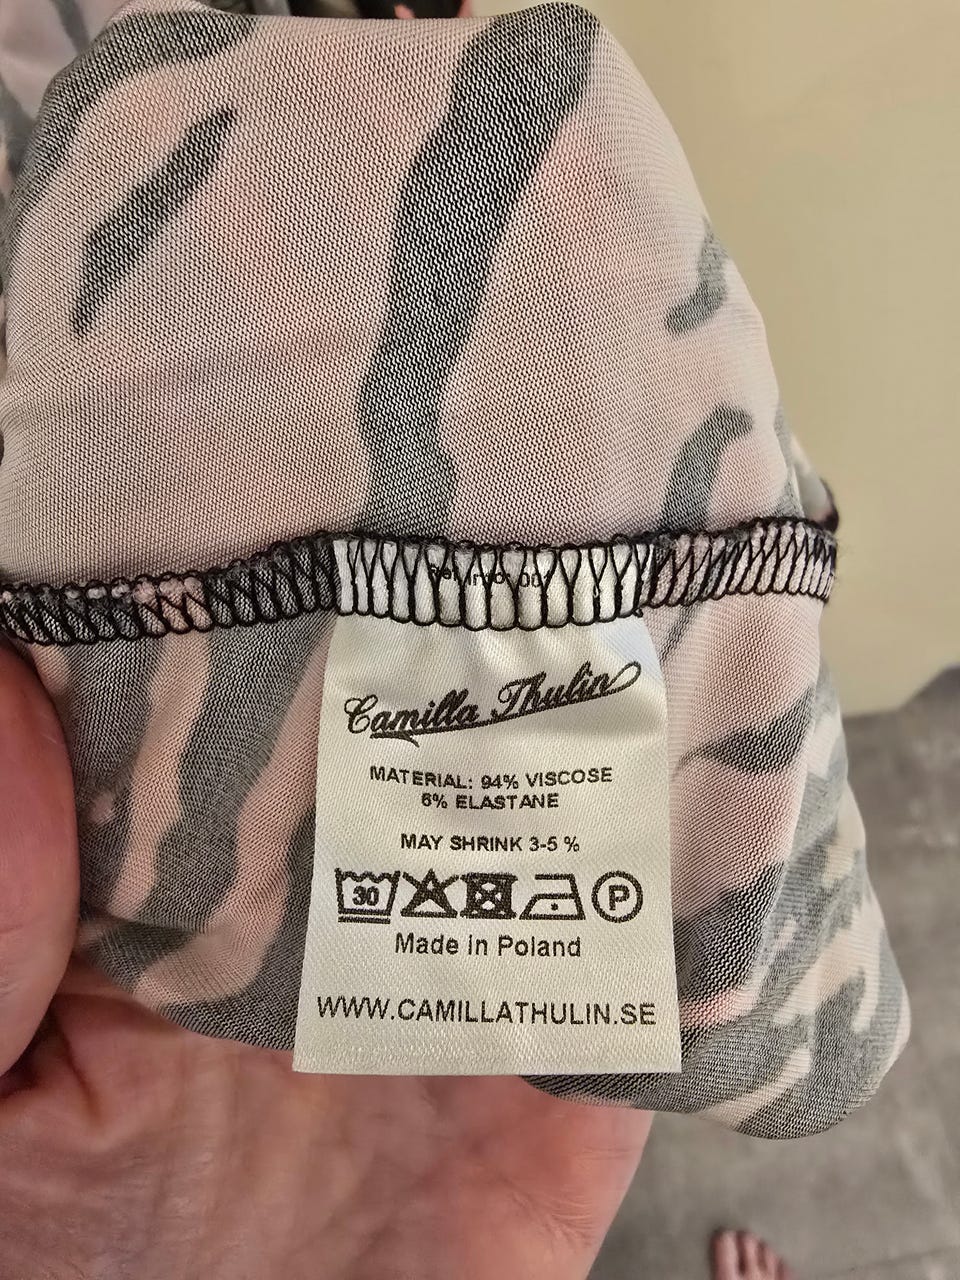 Camilla Thulin
MATERIAL: 94% VISCOSE
6% ELASTANE
MAY SHRINK 3-5 %
30 P
Made in Poland
WWW.CAMILLATHULIN.SE